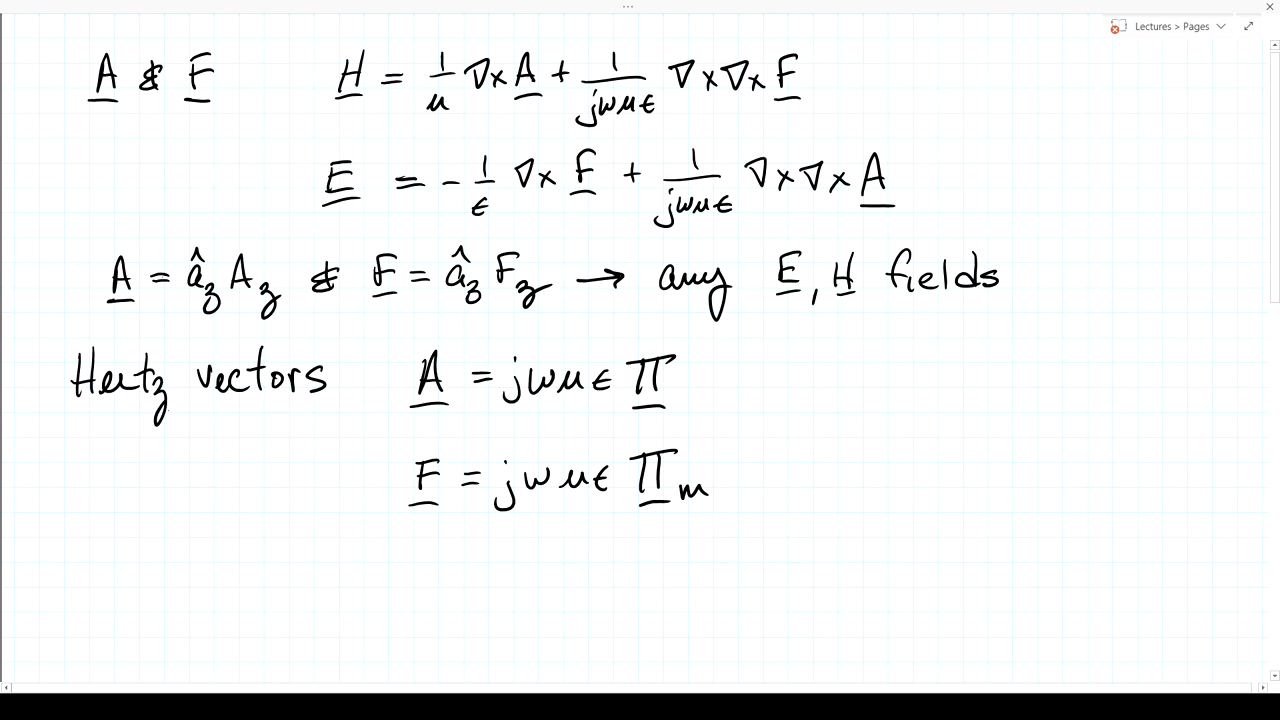 Lectures > Pages
A & F H = 1/μ ∇×A + 1/jωμϵ ∇×∇×F
E = -1/ϵ ∇×F + 1/jωμϵ ∇×∇×A
A = âz Az & F = âz Fz → any E, H fields
Hertz vectors A = jωμϵ Π
F = jωμϵ Πm